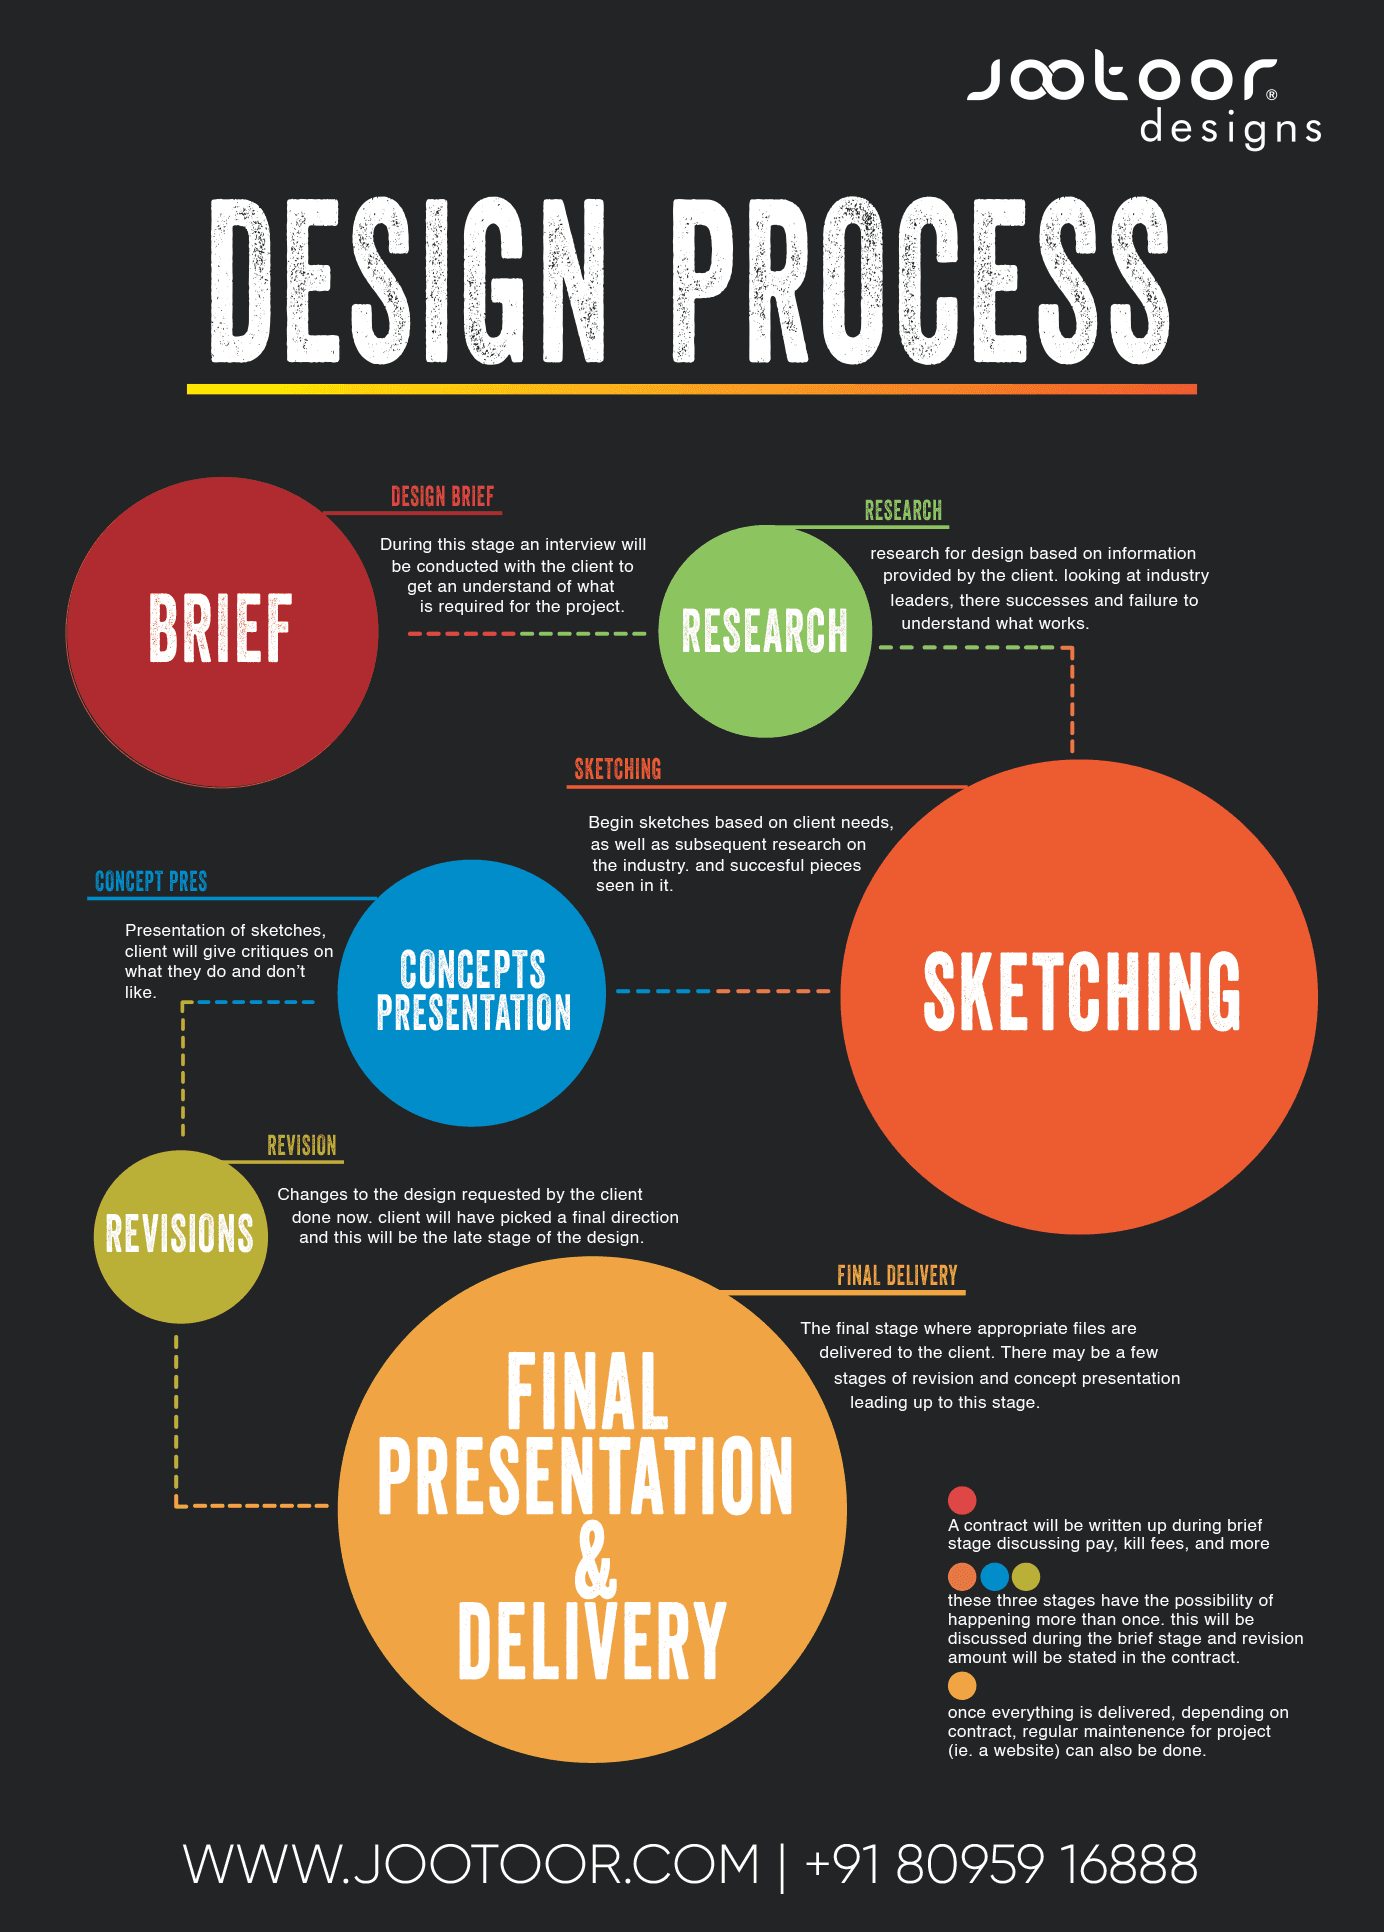 Jootoor®
designs
DESIGN PROCESS
BRIEF
DESIGN BRIEF
During this stage an interview will
be conducted with the client to
get an understand of what
is required for the project.
RESEARCH
RESEARCH
research for design based on information
provided by the client. looking at industry
leaders, there successes and failure to
understand what works.
SKETCHING
Begin sketches based on client needs,
as well as subsequent research on
the industry. and succesful pieces
seen in it.
SKETCHING
CONCEPT PRES
Presentation of sketches,
client will give critiques on
what they do and don't
like.
CONCEPTS
PRESENTATION
REVISION
REVISIONS
Changes to the design requested by the client
done now. client will have picked a final direction
and this will be the late stage of the design.
FINAL DELIVERY
The final stage where appropriate files are
delivered to the client. There may be a few
stages of revision and concept presentation
leading up to this stage.
FINAL
PRESENTATION
&
DELIVERY
A contract will be written up during brief
stage discussing pay, kill fees, and more
these three stages have the possibility of
happening more than once. this will be
discussed during the brief stage and revision
amount will be stated in the contract.
once everything is delivered, depending on
contract, regular maintenence for project
(ie. a website) can also be done.
WWW.JOOTOOR.COM | +91 80959 16888